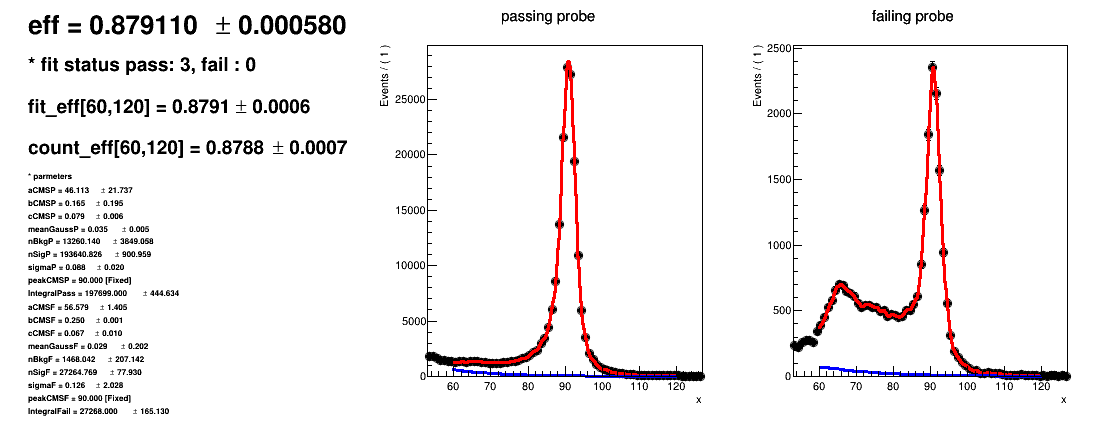 eff = 0.879110 ± 0.000580
* fit status pass: 3, fail : 0
fit_eff[60,120] = 0.8791 ± 0.0006
count_eff[60,120] = 0.8788 ± 0.0007
* parmeters
aCMSP = 46.113 ± 21.737
bCMSP = 0.165 ± 0.195
cCMSP = 0.079 ± 0.006
meanGaussP = 0.035 ± 0.005
nBkgP = 13260.140 ± 3849.058
nSigP = 193640.826 ± 900.959
sigmaP = 0.088 ± 0.020
peakCMSP = 90.000 [Fixed]
IntegralPass = 197699.000 ± 444.634
aCMSF = 56.579 ± 1.405
bCMSF = 0.250 ± 0.001
cCMSF = 0.067 ± 0.010
meanGaussF = 0.029 ± 0.202
nBkgF = 1468.042 ± 207.142
nSigF = 27264.769 ± 77.930
sigmaF = 0.126 ± 2.028
peakCMSF = 90.000 [Fixed]
IntegralFail = 27268.000 ± 165.130
passing probe
Events / ( 1 )
25000
20000
15000
10000
5000
0
60 70 80 90 100 110 120
x
failing probe
Events / ( 1 )
2500
2000
1500
1000
500
0
60 70 80 90 100 110 120
x